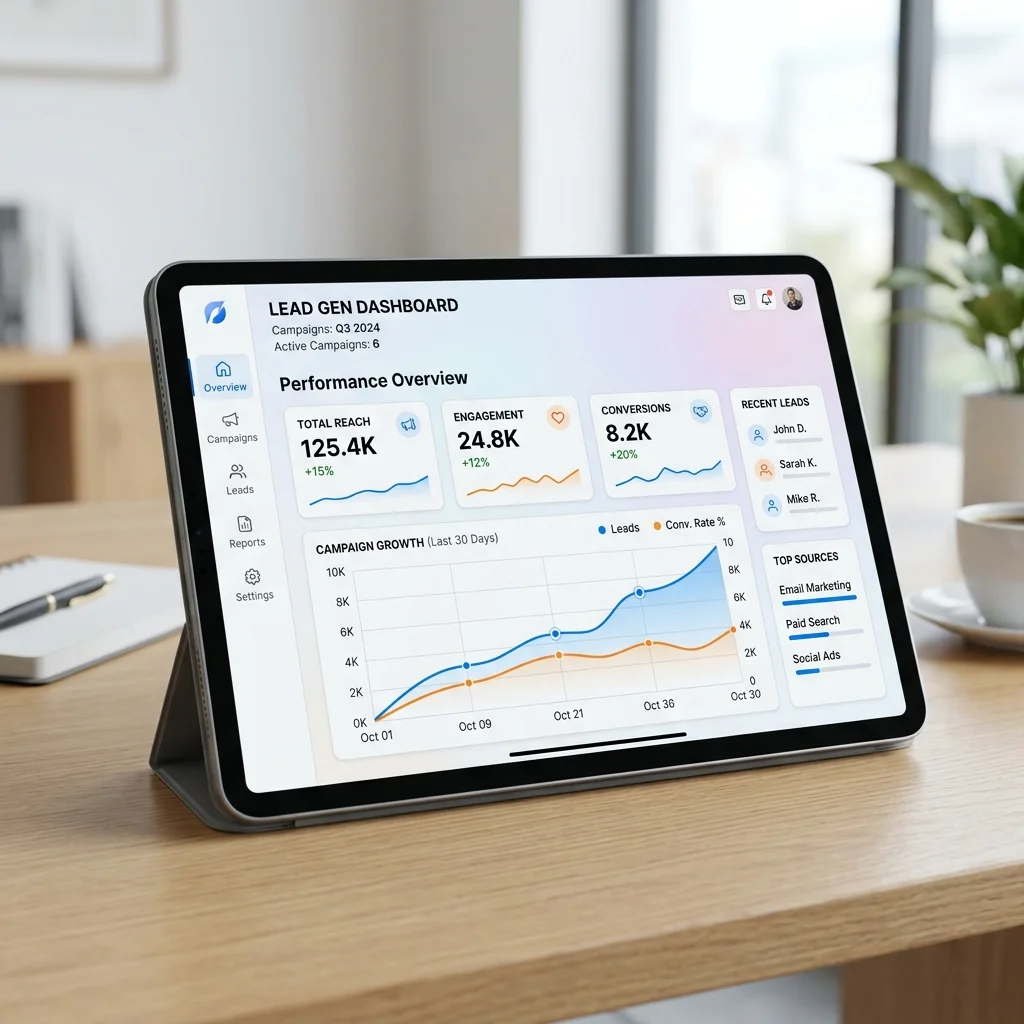 LEAD GEN DASHBOARD
Campaigns: Q3 2024
Active Campaigns: 6
Overview
Campaigns
Leads
Reports
Settings
Performance Overview
TOTAL REACH
125.4K
+15%
ENGAGEMENT
24.8K
+12%
CONVERSIONS
8.2K
+20%
RECENT LEADS
John D.
Sarah K.
Mike R.
CAMPAIGN GROWTH (Last 30 Days)
Leads
Conv. Rate %
10K
8K
6K
4K
2K
0K
10
8K
6K
4K
2K
0
Oct 01
Oct 09
Oct 21
Oct 36
Oct 30
TOP SOURCES
Email Marketing
Paid Search
Social Ads